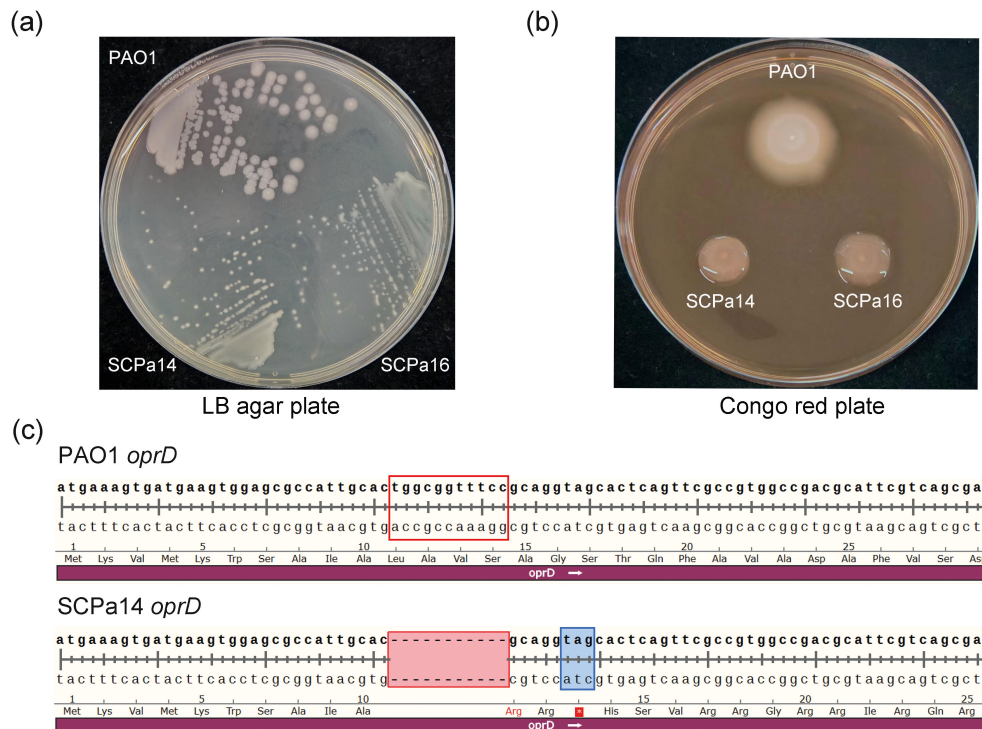 (a)
PAO1
SCPa14
SCPa16
LB agar plate
(b)
PAO1
SCPa14
SCPa16
Congo red plate
(c)
PAO1 oprD
atgaaagtgatgaagtggagcgccattgcactggcggtttccgcaggtagcactcagttcgccgtggccgacgcattcgtcagcga
tactttcactacttcacctcgcggtaacgtgaccgccaaaggcgtccatcgtgagtcaagcggcaccggctgcgtaagcagtcgct
1 5 10 15 20 25
Met Lys Val Met Lys Trp Ser Ala Ile Ala Leu Ala Val Ser Ala Gly Ser Thr Gln Phe Ala Val Ala Asp Ala Phe Val Ser As
oprD →
SCPa14 oprD
atgaaagtgatgaagtggagcgccattgcac-----------gcaggtagcactcagttcgccgtggccgacgcattcgtcagcga
tactttcactacttcacctcgcggtaacgtg-----------cgtccatcgtgagtcaagcggcaccggctgcgtaagcagtcgct
1 5 10 15 20 25
Met Lys Val Met Lys Trp Ser Ala Ile Ala Arg Arg * His Ser Val Arg Arg Gly Arg Arg Ile Arg Gln Arg
oprD →